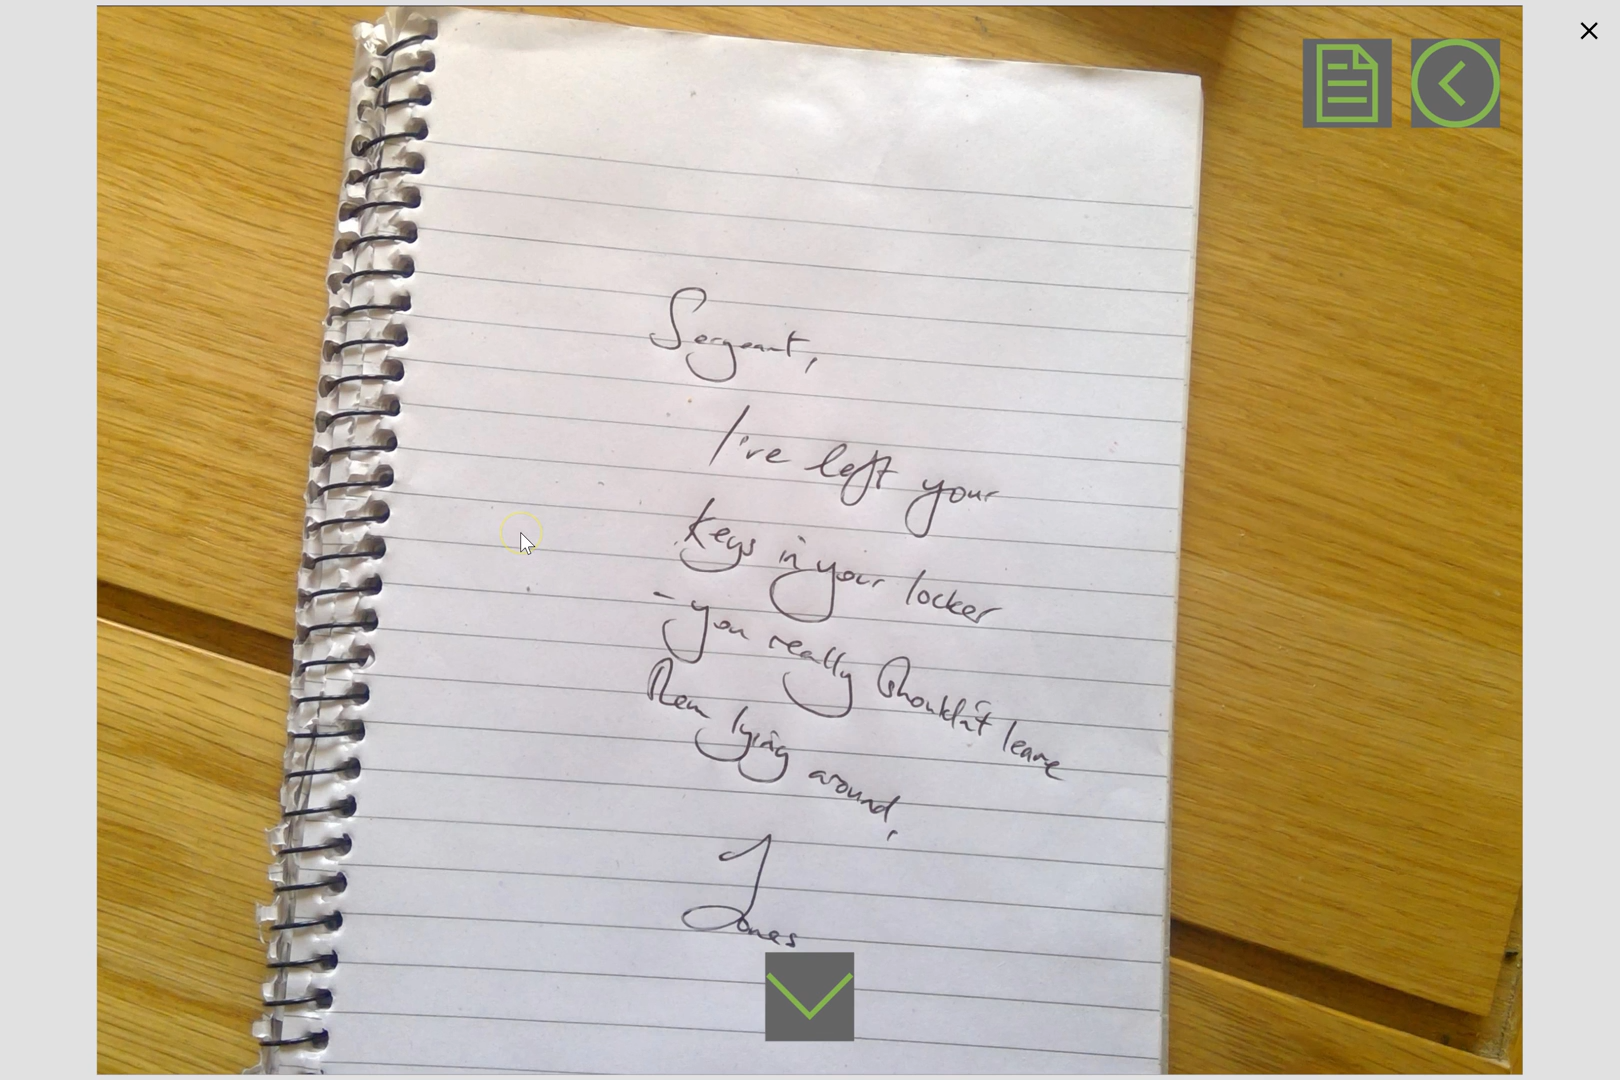 Sergeant,
I've left your
keys in your locker
- you really shouldn't leave
them lying around,
Jones